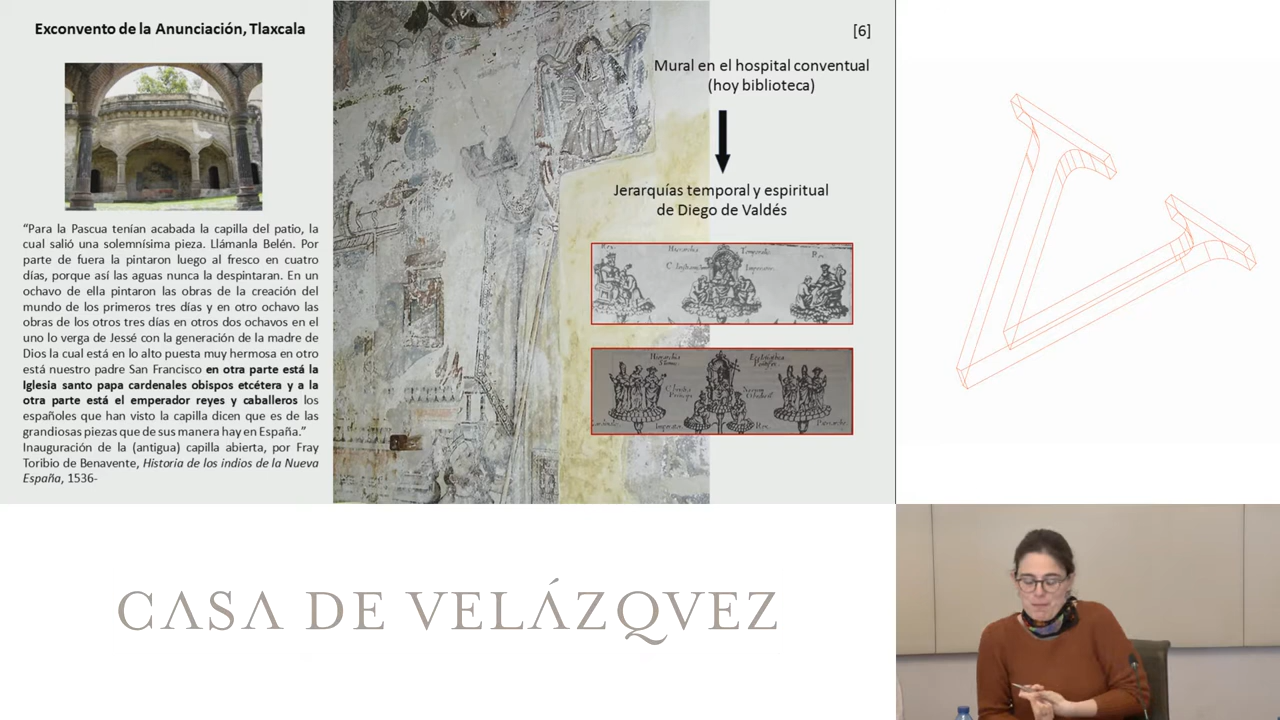 Exconvento de la Anunciación, Tlaxcala
“Para la Pascua tenían acabada la capilla del patio, la
cual salió una solemnísima pieza. Llámanla Belén. Por
parte de fuera la pintaron luego al fresco en cuatro
días, porque así las aguas nunca la despintaran. En un
ochavo de ella pintaron las obras de la creación del
mundo de los primeros tres días y en otro ochavo las
obras de los otros tres días en otros dos ochavos en el
uno lo verga de Jessé con la generación de la madre de
Dios la cual está en lo alto puesta muy hermosa en otro
está nuestro padre San Francisco en otra parte está la
Iglesia santo papa cardenales obispos etcétera y a la
otra parte está el emperador reyes y caballeros los
españoles que han visto la capilla dicen que es de las
grandiosas piezas que de sus manera hay en España.”
Inauguración de la (antigua) capilla abierta, por Fray
Toribio de Benavente, Historia de los indios de la Nueva
España, 1536-
[6]
Mural en el hospital conventual
(hoy biblioteca)
Jerarquías temporal y espiritual
de Diego de Valdés
Rex
Hierarchia
Temporalis
Rex
Imperator
Hierarchia
Ecclesiastica
Imperator
Rex
CASA DE VELÁZQVEZ